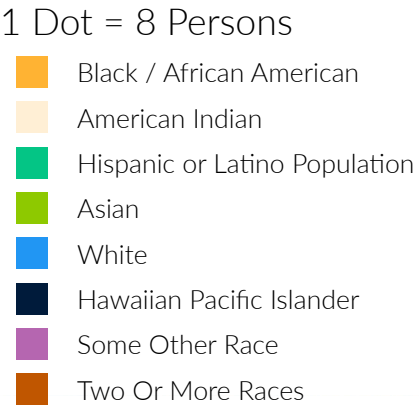 1 Dot = 8 Persons
Black / African American
American Indian
Hispanic or Latino Population
Asian
White
Hawaiian Pacific Islander
Some Other Race
Two Or More Races